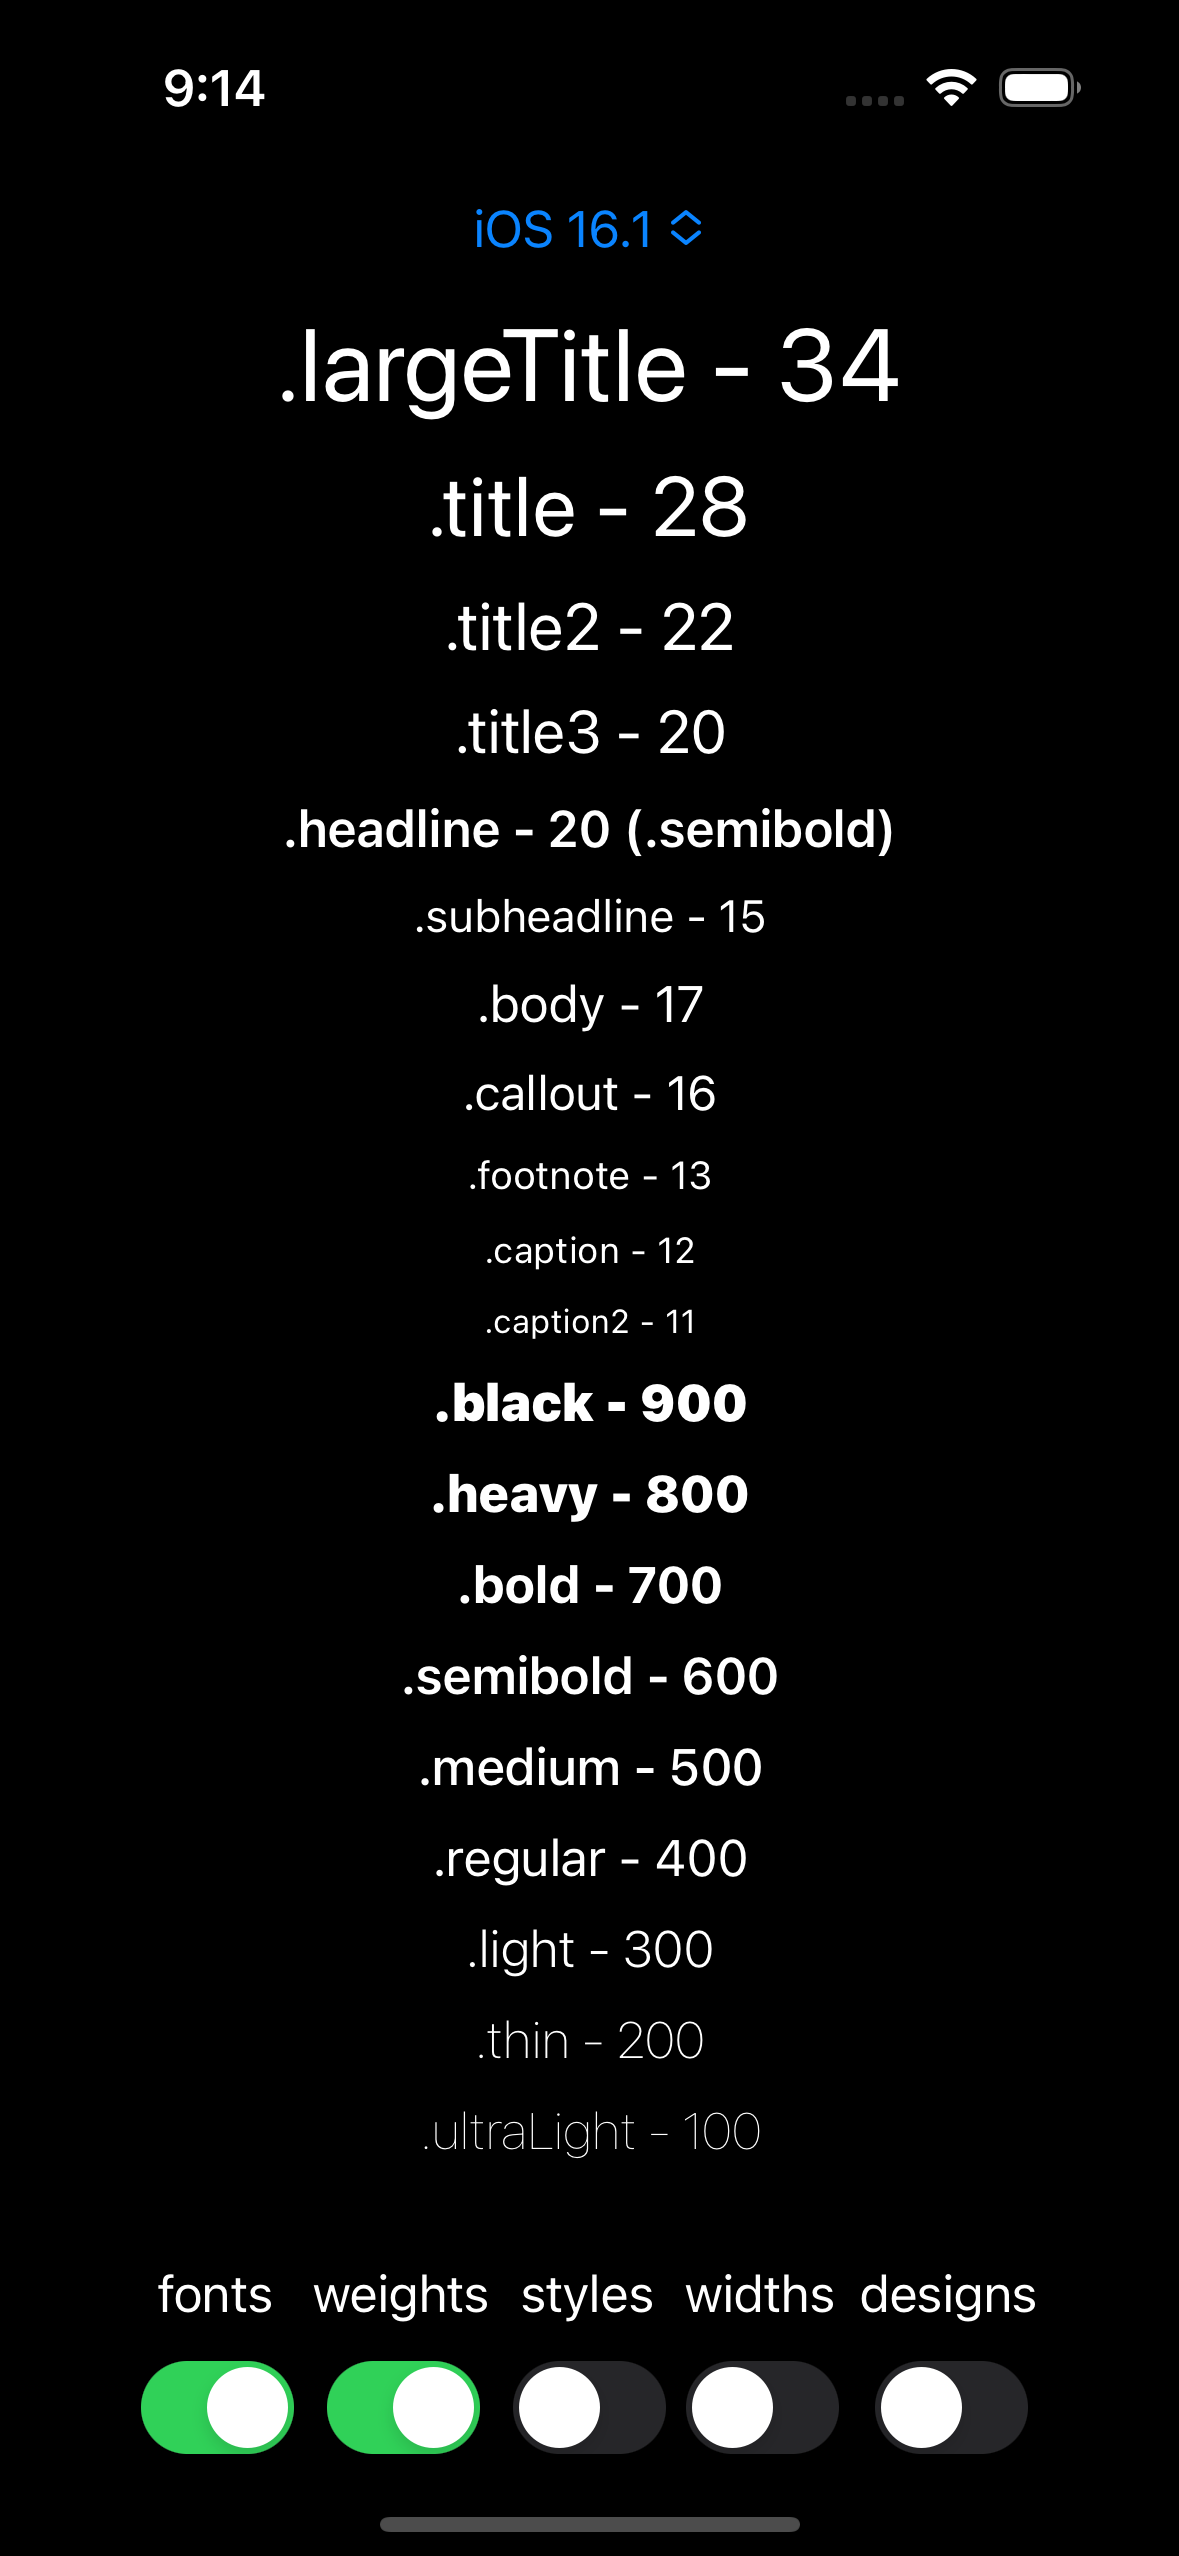 9:14
iOS 16.1
.largeTitle - 34
.title - 28
.title2 - 22
.title3 - 20
.headline - 20 (.semibold)
.subheadline - 15
.body - 17
.callout - 16
.footnote - 13
.caption - 12
.caption2 - 11
.black - 900
.heavy - 800
.bold - 700
.semibold - 600
.medium - 500
.regular - 400
.light - 300
.thin - 200
.ultraLight - 100
fonts weights styles widths designs